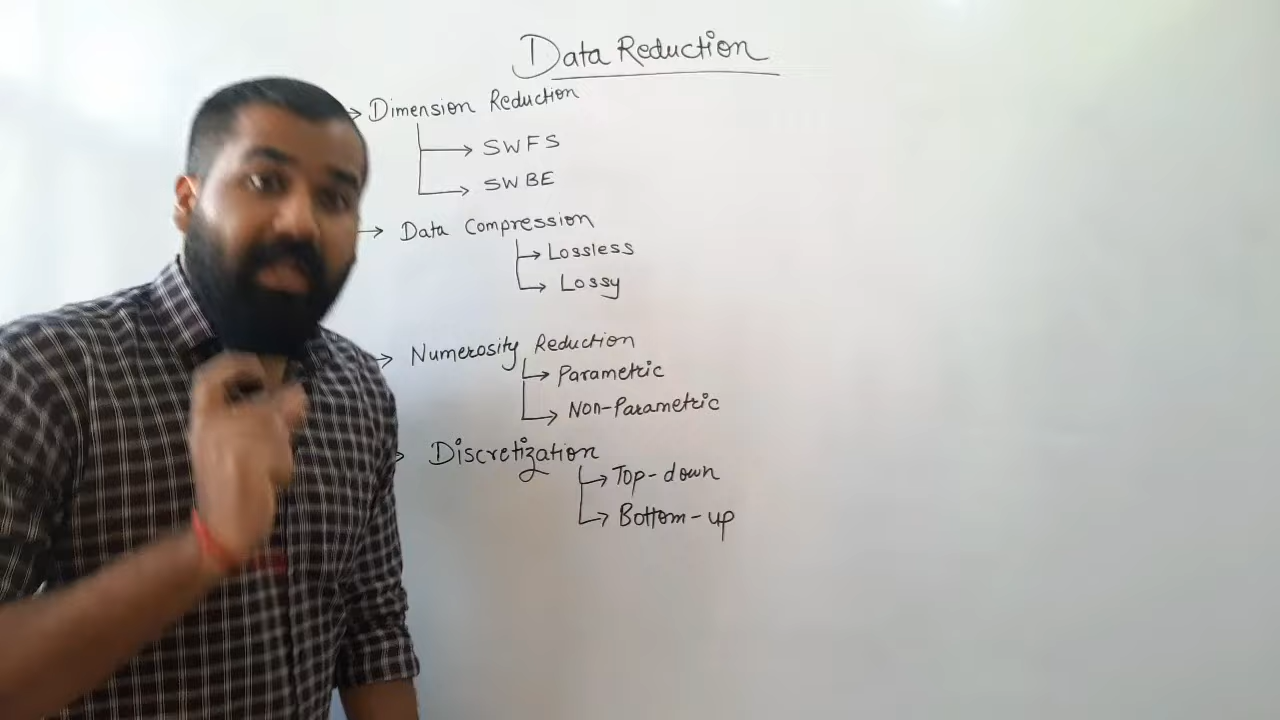 Data Reduction
Dimension Reduction
SWFS
SWBE
Data Compression
Lossless
Lossy
Numerosity Reduction
Parametric
Non-Parametric
Discretization
Top-down
Bottom-up